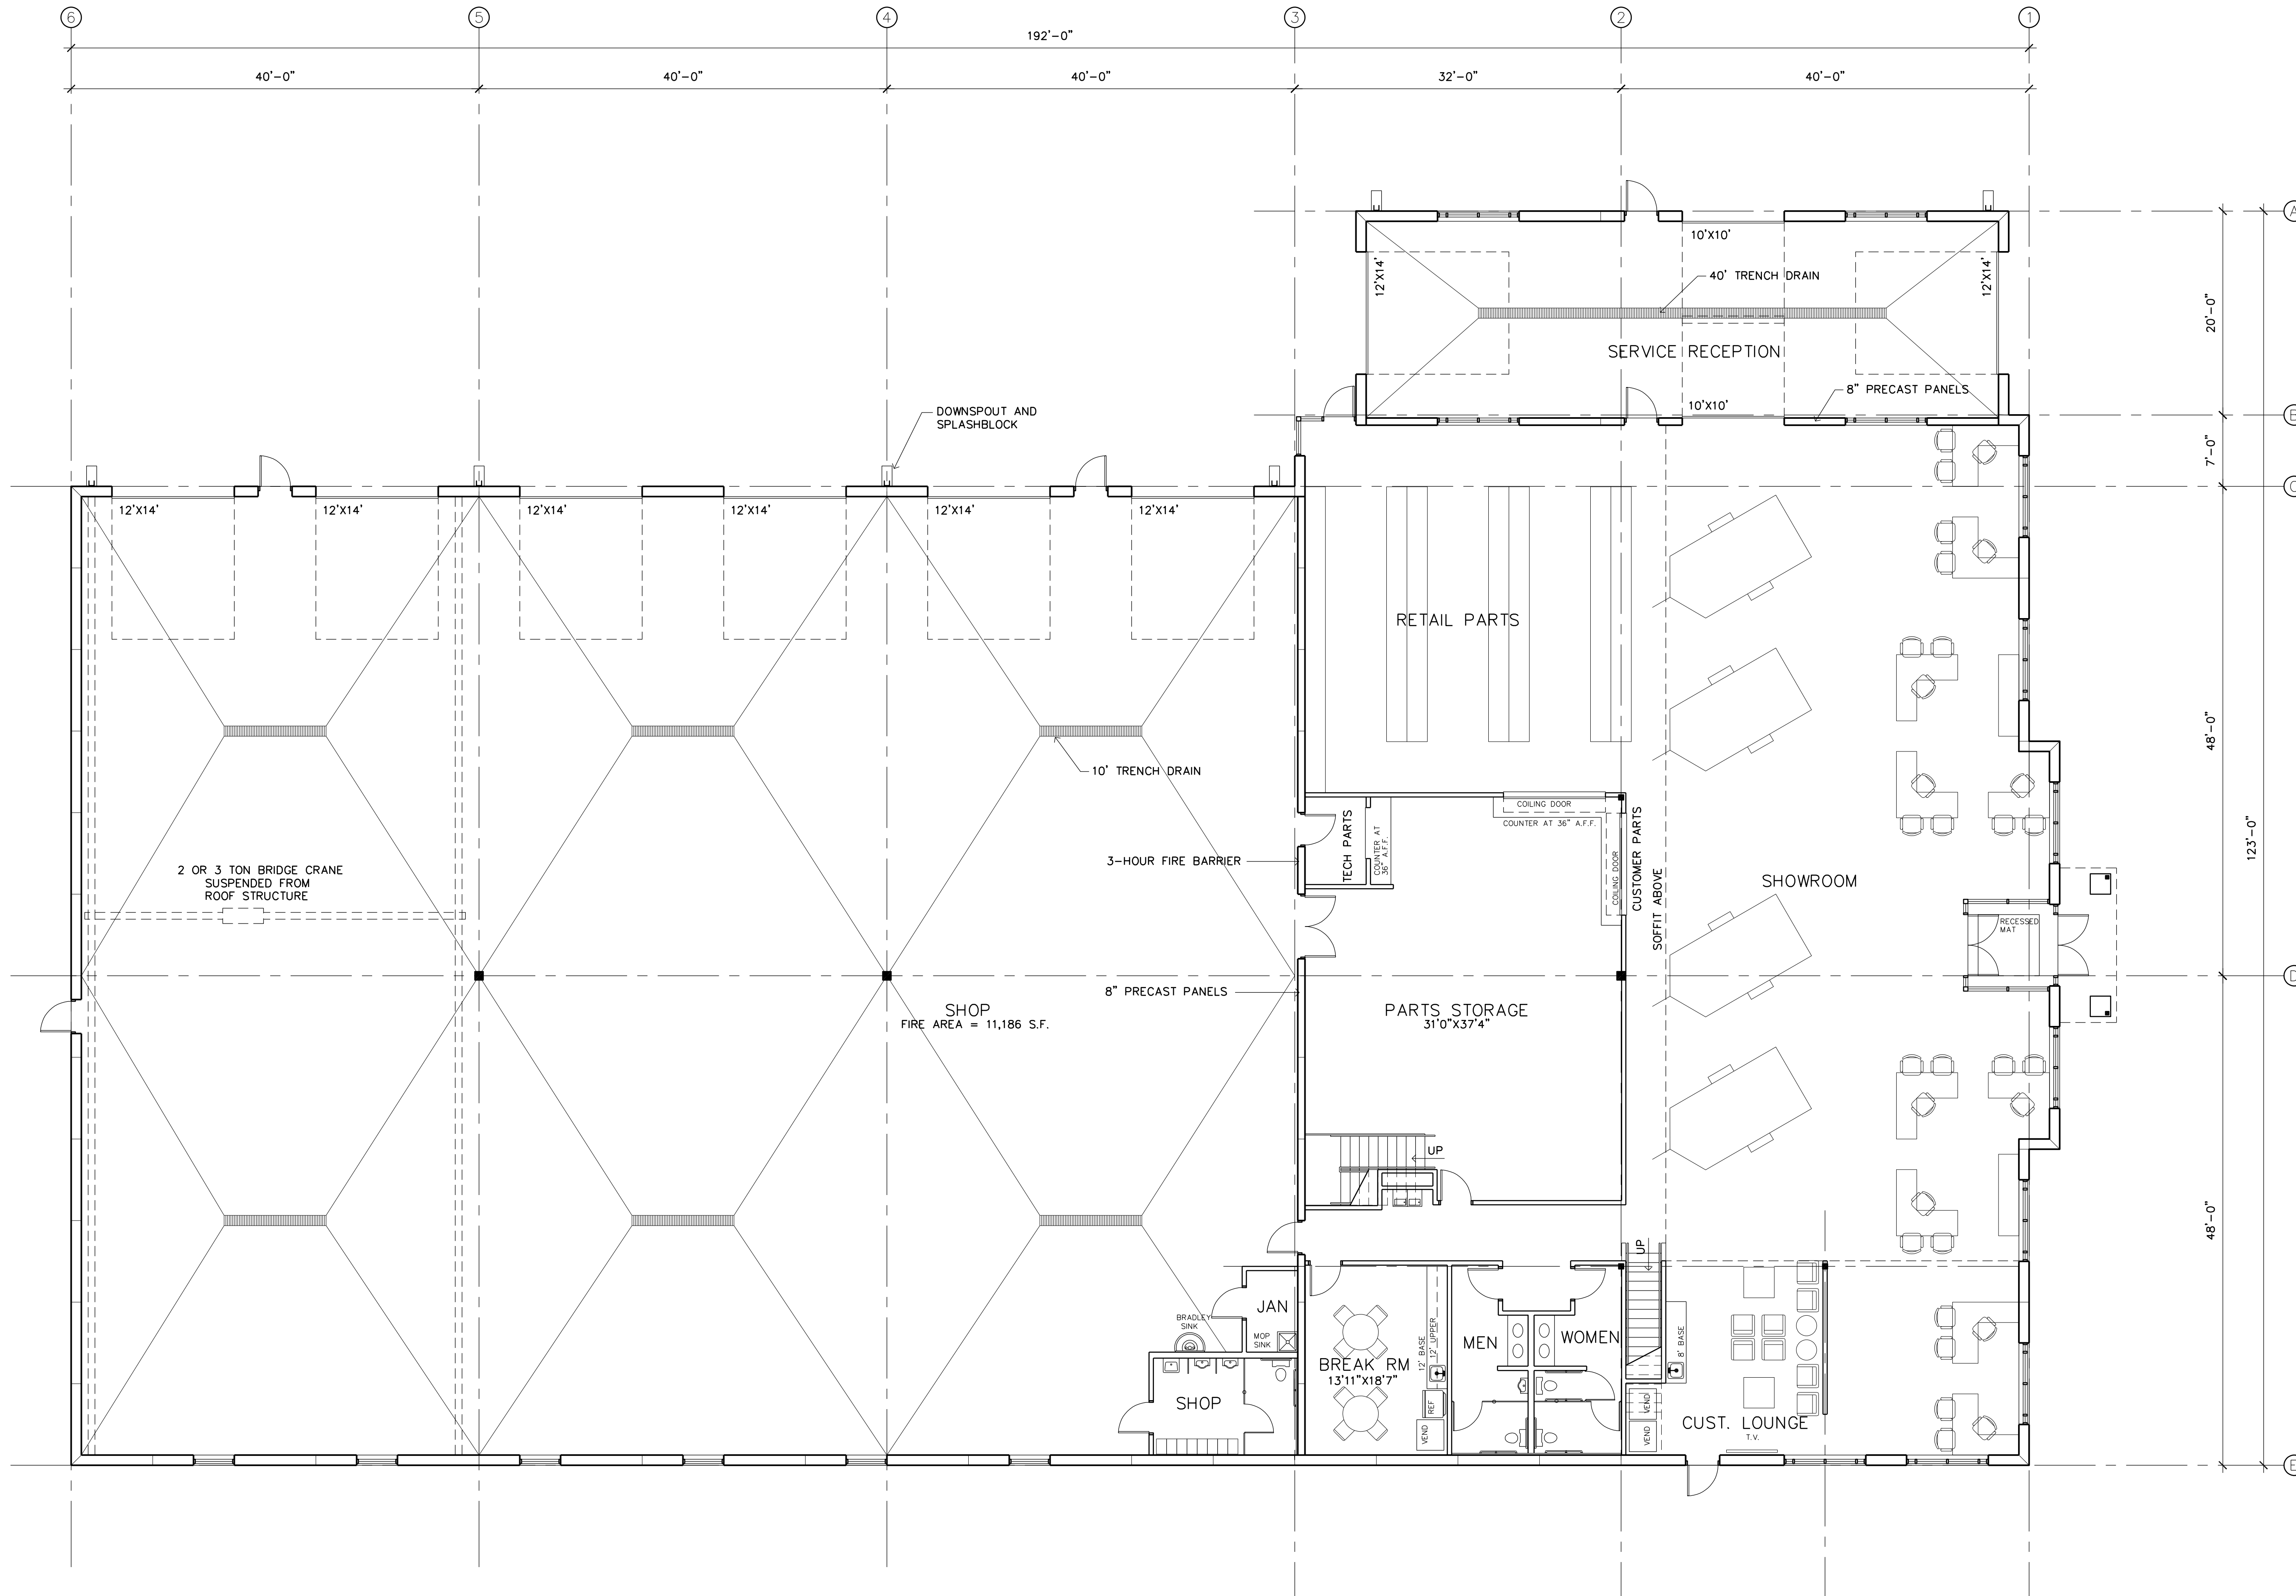 6
5
4
3
2
1
192'-0"
40'-0"
40'-0"
40'-0"
32'-0"
40'-0"
A
10'X10'
12'X14'
12'X14'
40' TRENCH DRAIN
20'-0"
SERVICE RECEPTION
8" PRECAST PANELS
10'X10'
B
DOWNSPOUT AND
SPLASHBLOCK
7'-0"
C
12'X14'
12'X14'
12'X14'
12'X14'
12'X14'
12'X14'
RETAIL PARTS
48'-0"
10' TRENCH DRAIN
COILING DOOR
COUNTER AT 36" A.F.F.
TECH PARTS
COUNTER AT
36" A.F.F.
COILING DOOR
CUSTOMER PARTS
SOFFIT ABOVE
123'-0"
3-HOUR FIRE BARRIER
2 OR 3 TON BRIDGE CRANE
SUSPENDED FROM
ROOF STRUCTURE
SHOWROOM
RECESSED
MAT
D
8" PRECAST PANELS
SHOP
FIRE AREA = 11,186 S.F.
PARTS STORAGE
31'0"X37'4"
UP
48'-0"
UP
JAN
BRADLEY
SINK
MOP
SINK
BREAK RM
13'11"X18'7"
12' BASE
12' UPPER
REF
VEND
MEN
WOMEN
8' BASE
VEND
VEND
SHOP
CUST. LOUNGE
T.V.
E